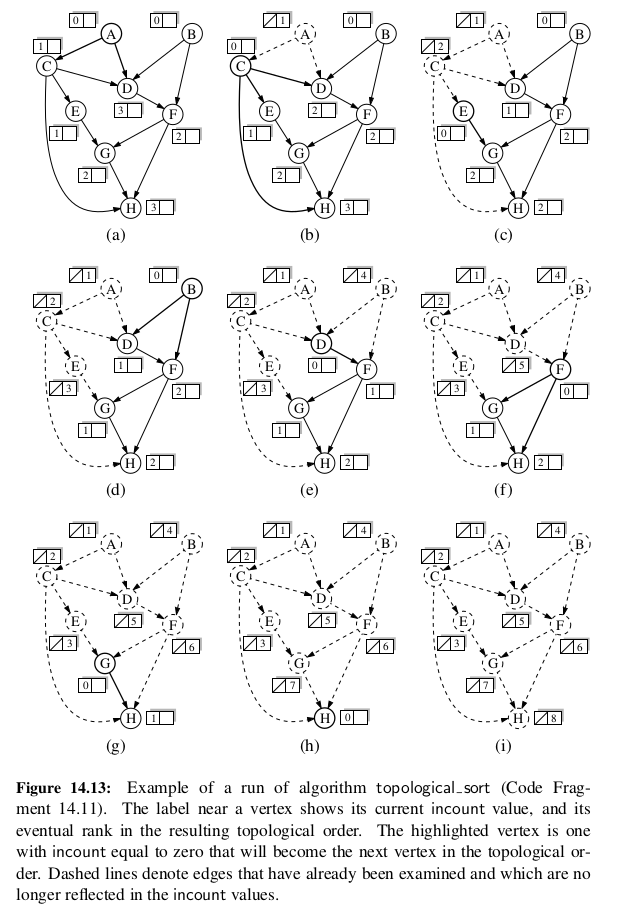 0 A 0 B
1 C D 3
E 1 F 2
G 2
H 3
(a)
1 A 0 B
0 C D 2
E 1 F 2
G 2
H 3
(b)
1 A 0 B
2 C D 1
E 0 F 2
G 2
H 2
(c)
1 A 0 B
2 C D 1
E 3 F 2
G 1
H 2
(d)
1 A 4 B
2 C D 0
E 3 F 1
G 1
H 2
(e)
1 A 4 B
2 C D 5
E 3 F 0
G 1
H 2
(f)
1 A 4 B
2 C D 5
E 3 F 6
G 0
H 1
(g)
1 A 4 B
2 C D 5
E 3 F 6
G 7
H 0
(h)
1 A 4 B
2 C D 5
E 3 F 6
G 7
H 8
(i)
Figure 14.13: Example of a run of algorithm topological_sort (Code Frag-
ment 14.11). The label near a vertex shows its current incount value, and its
eventual rank in the resulting topological order. The highlighted vertex is one
with incount equal to zero that will become the next vertex in the topological or-
der. Dashed lines denote edges that have already been examined and which are no
longer reflected in the incount values.